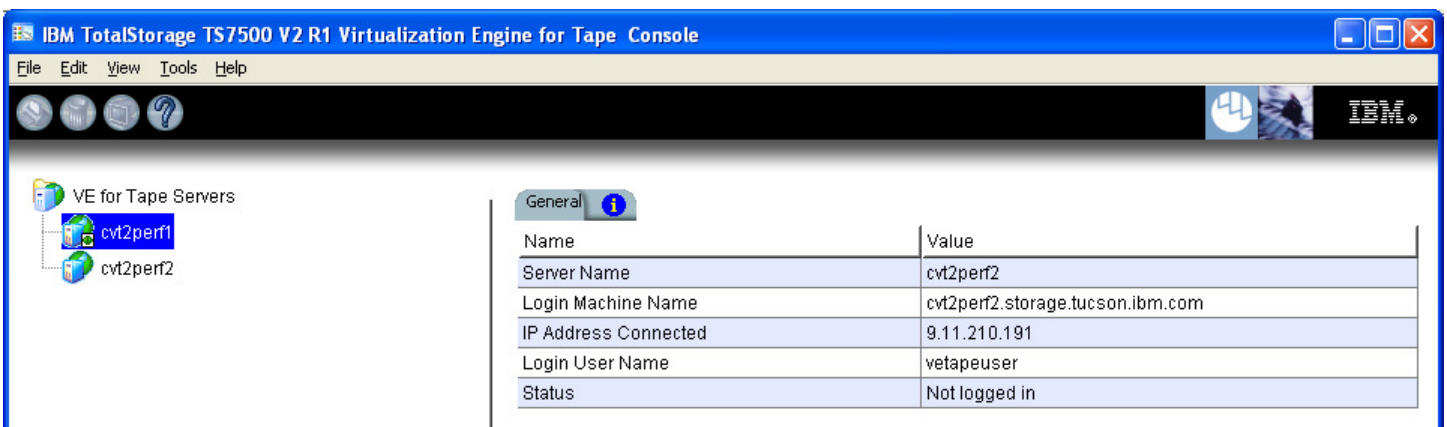 IBM TotalStorage TS7500 V2 R1 Virtualization Engine for Tape Console
File Edit View Tools Help
IBM
VE for Tape Servers
cvt2perf1
cvt2perf2
General
Name Value
Server Name cvt2perf2
Login Machine Name cvt2perf2.storage.tucson.ibm.com
IP Address Connected 9.11.210.191
Login User Name vetapeuser
Status Not logged in